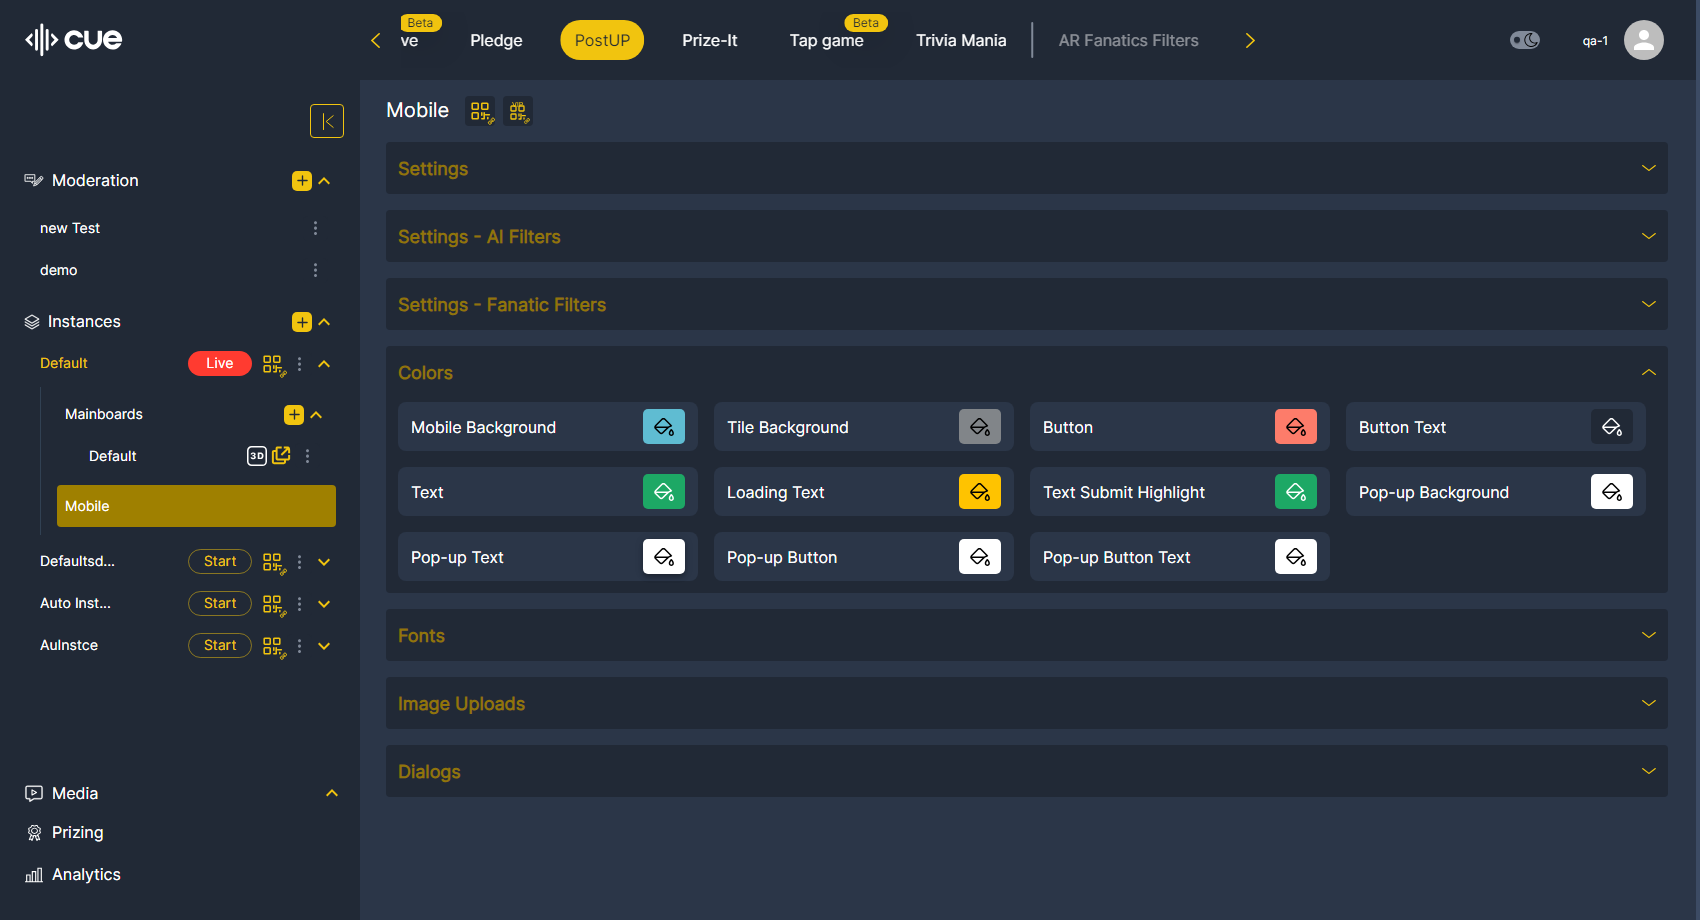 cue
Beta
ve
Pledge
PostUP
Prize-It
Beta
Tap game
Trivia Mania
AR Fanatics Filters
qa-1
Mobile
VIP
Moderation
new Test
demo
Instances
Default
Live
Mainboards
Default
3D
Mobile
Defaultsd...
Start
Auto Inst...
Start
AuInstce
Start
Media
Prizing
Analytics
Settings
Settings - AI Filters
Settings - Fanatic Filters
Colors
Mobile Background
Tile Background
Button
Button Text
Text
Loading Text
Text Submit Highlight
Pop-up Background
Pop-up Text
Pop-up Button
Pop-up Button Text
Fonts
Image Uploads
Dialogs